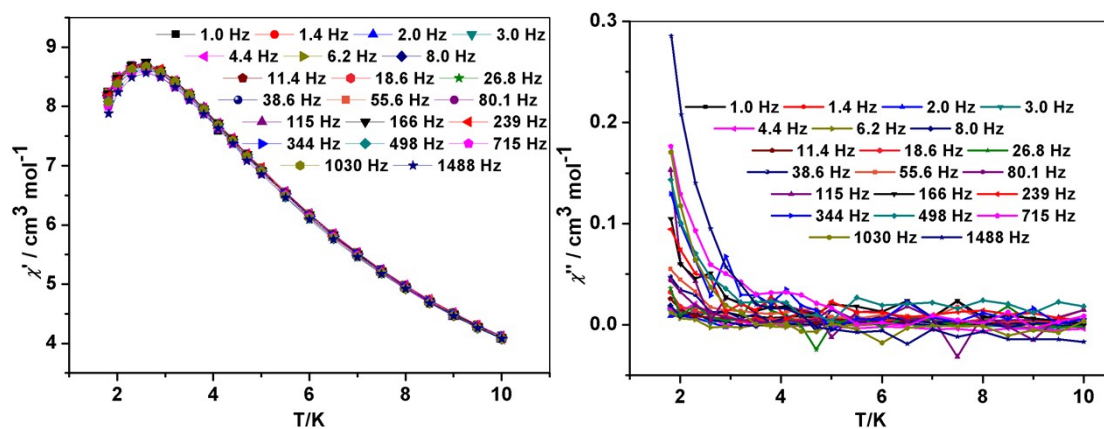 1.0 Hz 1.4 Hz 2.0 Hz 3.0 Hz
4.4 Hz 6.2 Hz 8.0 Hz
11.4 Hz 18.6 Hz 26.8 Hz
38.6 Hz 55.6 Hz 80.1 Hz
115 Hz 166 Hz 239 Hz
344 Hz 498 Hz 715 Hz
1030 Hz 1488 Hz
χ' / cm³ mol⁻¹
9
8
7
6
5
4
2 4 6 8 10
T/K
0.3
0.2
0.1
0.0
χ'' / cm³ mol⁻¹
1.0 Hz 1.4 Hz 2.0 Hz 3.0 Hz
4.4 Hz 6.2 Hz 8.0 Hz
11.4 Hz 18.6 Hz 26.8 Hz
38.6 Hz 55.6 Hz 80.1 Hz
115 Hz 166 Hz 239 Hz
344 Hz 498 Hz 715 Hz
1030 Hz 1488 Hz
2 4 6 8 10
T/K